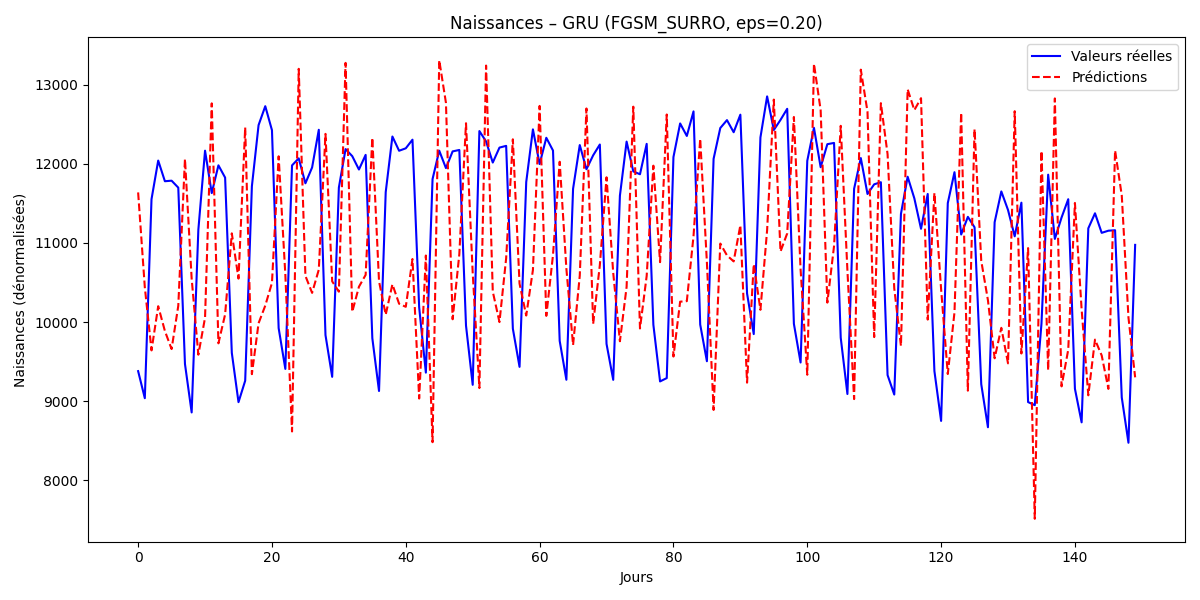 Naissances – GRU (FGSM_SURRO, eps=0.20)
Valeurs réelles
Prédictions
Naissances (dénormalisées)
13000
12000
11000
10000
9000
8000
0 20 40 60 80 100 120 140
Jours